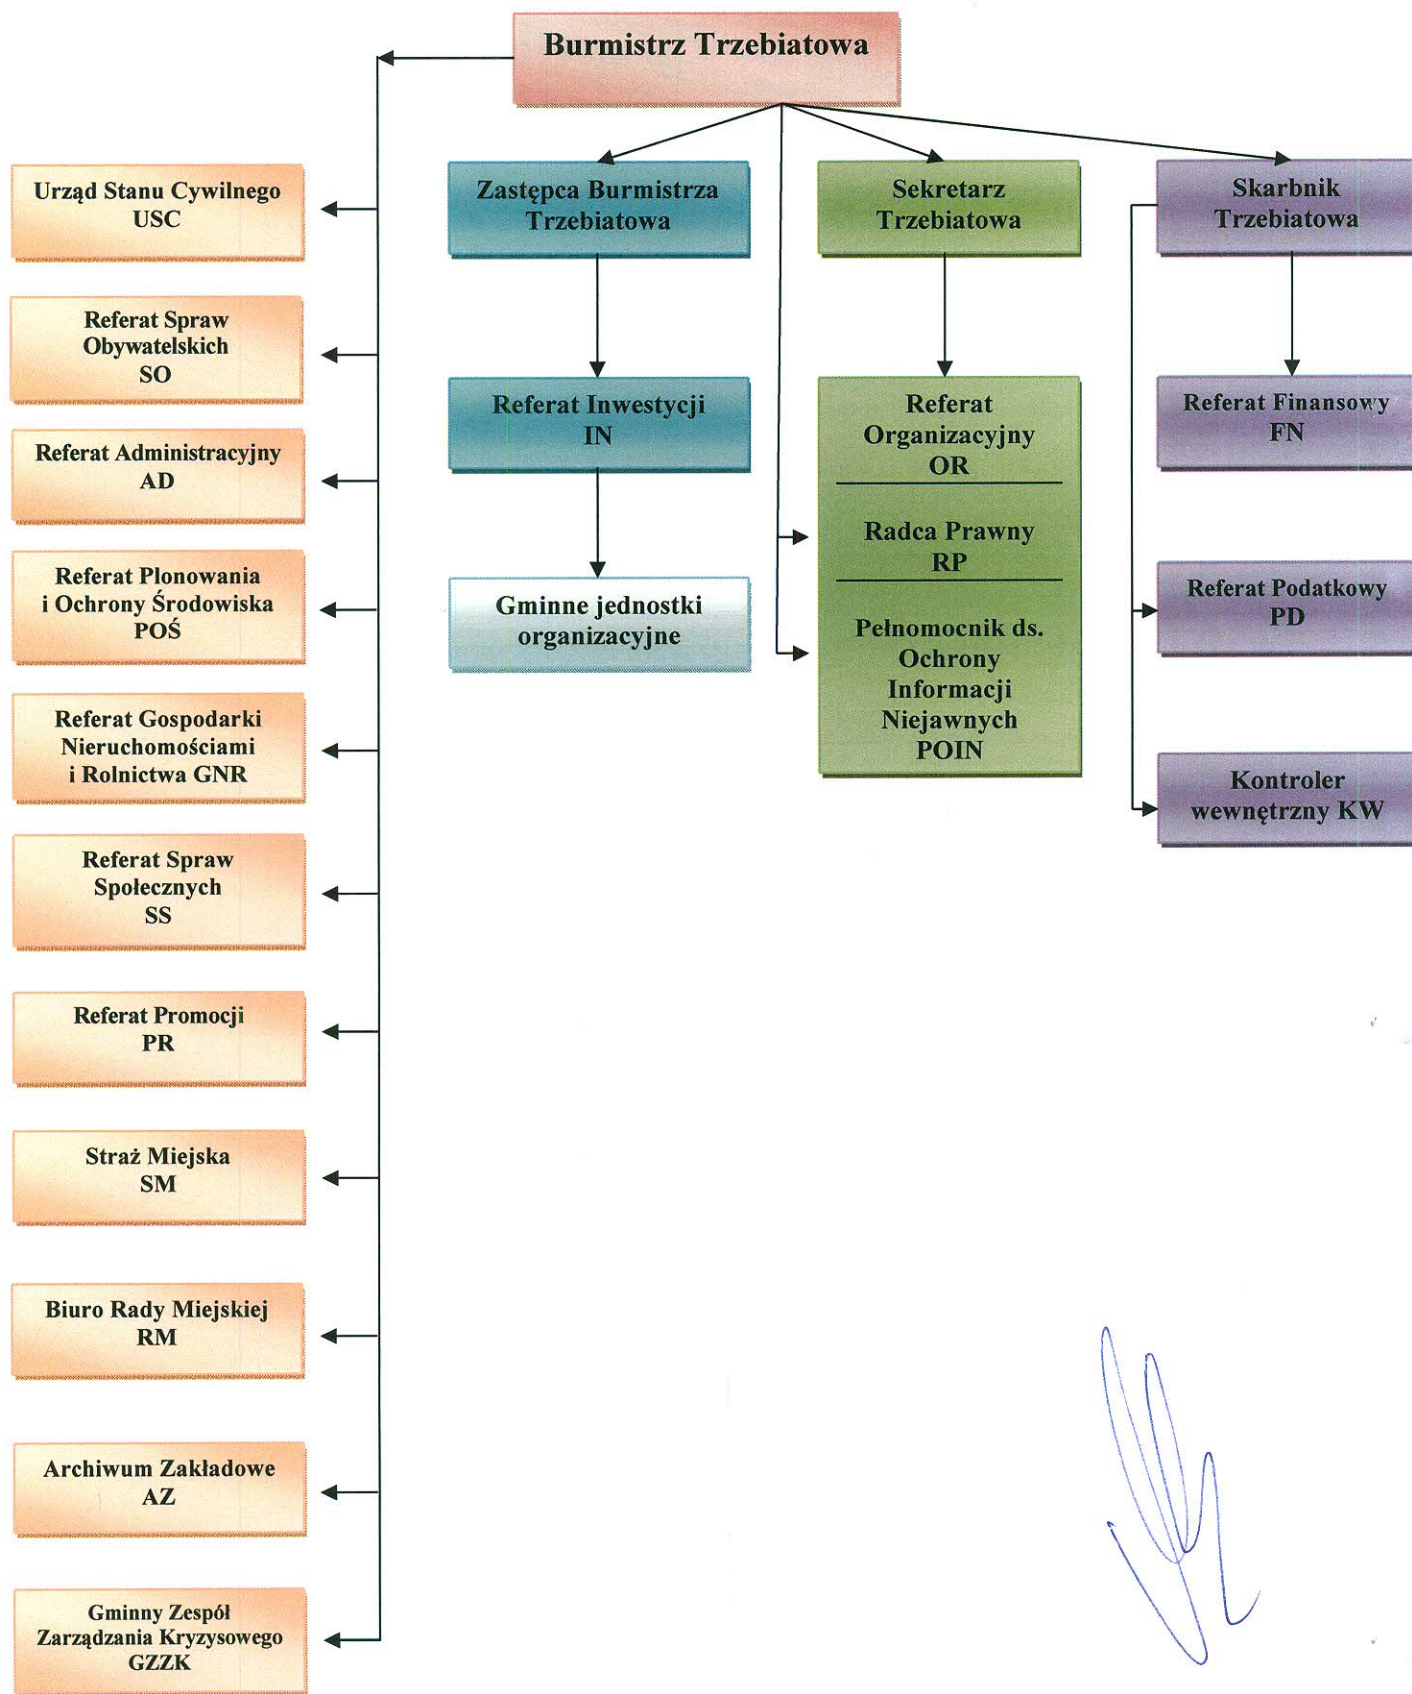 Burmistrz Trzebiatowa
Urząd Stanu Cywilnego
USC
Referat Spraw
Obywatelskich
SO
Referat Administracyjny
AD
Referat Plonowania
i Ochrony Środowiska
POŚ
Referat Gospodarki
Nieruchomościami
i Rolnictwa GNR
Referat Spraw
Społecznych
SS
Referat Promocji
PR
Straż Miejska
SM
Biuro Rady Miejskiej
RM
Archiwum Zakładowe
AZ
Gminny Zespół
Zarządzania Kryzysowego
GZZK
Zastępca Burmistrza
Trzebiatowa
Referat Inwestycji
IN
Gminne jednostki
organizacyjne
Sekretarz
Trzebiatowa
Referat
Organizacyjny
OR
Radca Prawny
RP
Pełnomocnik ds.
Ochrony
Informacji
Niejawnych
POIN
Skarbnik
Trzebiatowa
Referat Finansowy
FN
Referat Podatkowy
PD
Kontroler
wewnętrzny KW